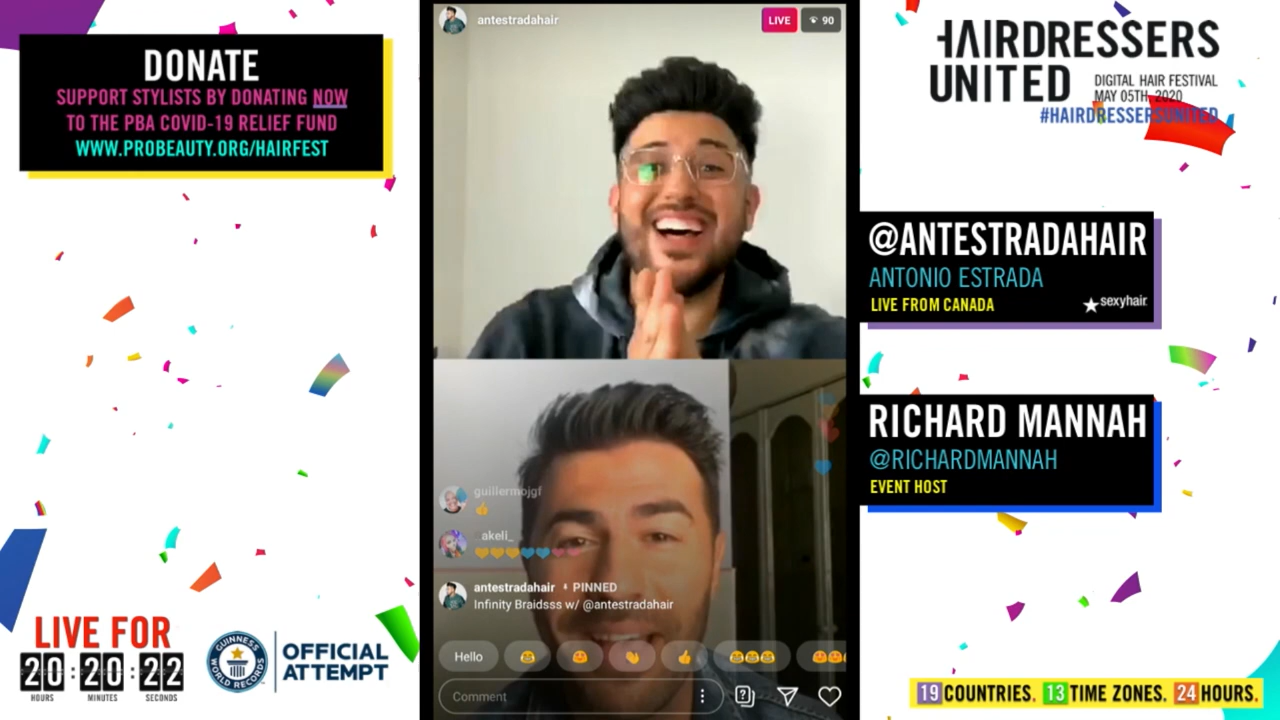 DONATE
SUPPORT STYLISTS BY DONATING NOW
TO THE PBA COVID-19 RELIEF FUND
WWW.PROBEAUTY.ORG/HAIRFEST
LIVE FOR
20:20:22
HOURS MINUTES SECONDS
GUINNESS WORLD RECORDS
OFFICIAL
ATTEMPT
antestradahair
LIVE
90
guillermojgf
_akeli_
antestradahair PINNED
Infinity Braidsss w/ @antestradahair
Hello
Comment
HAIRDRESSERS
UNITED
DIGITAL HAIR FESTIVAL
MAY 05TH, 2020
#HAIRDRESSERSUNITED
@ANTESTRADAHAIR
ANTONIO ESTRADA
LIVE FROM CANADA
sexyhair
RICHARD MANNAH
@RICHARDMANNAH
EVENT HOST
19 COUNTRIES. 13 TIME ZONES. 24 HOURS.